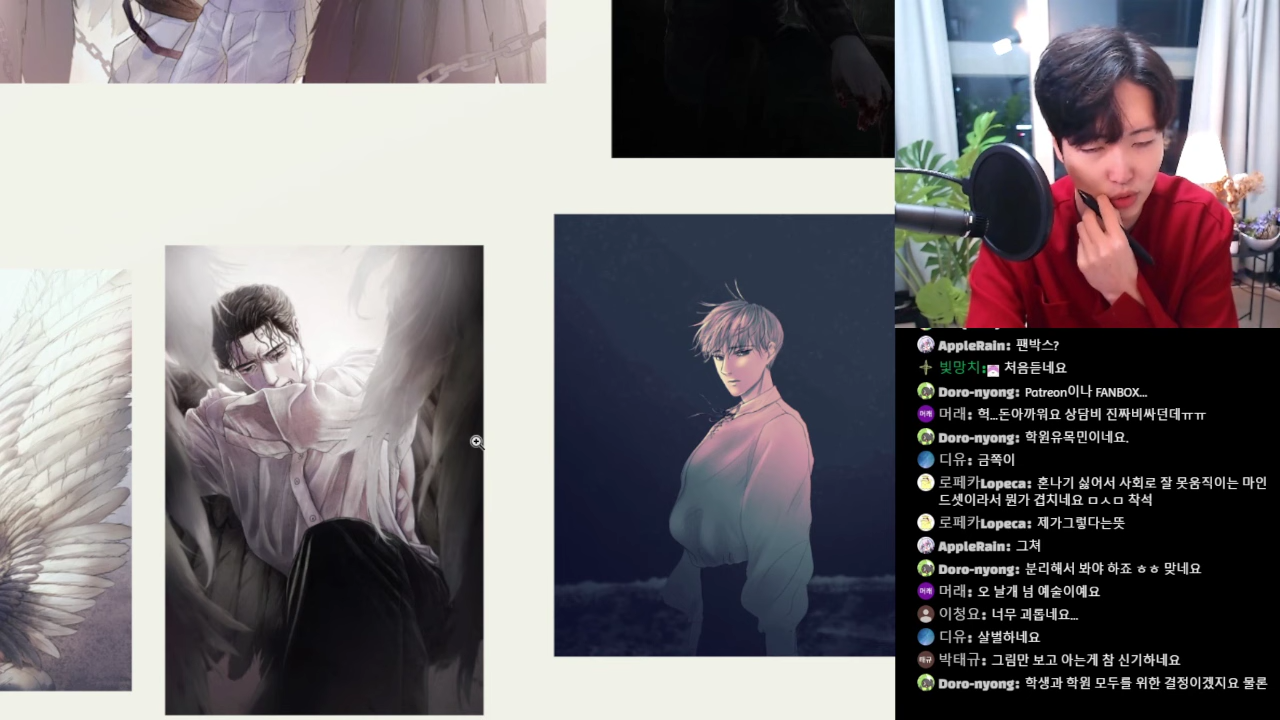 AppleRain: 팬박스?
빛망치: 처음듣네요
Doro-nyong: Patreon이나 FANBOX...
머래: 헉...돈아까워요 상담비 진짜비싸던데ㅠㅠ
Doro-nyong: 학원유목민이네요.
디유: 금쪽이
로페카Lopeca: 혼나기 싫어서 사회로 잘 못움직이는 마인
드셋이라서 뭔가 겹치네요 ㅁㅅㅁ 착석
로페카Lopeca: 제가그렇다는뜻
AppleRain: 그쳐
Doro-nyong: 분리해서 봐야 하죠 ㅎㅎ 맞네요
머래: 오 날개 넘 예술이예요
이청요: 너무 괴롭네요...
디유: 살벌하네요
박태규: 그림만 보고 아는게 참 신기하네요
Doro-nyong: 학생과 학원 모두를 위한 결정이겠지요 물론